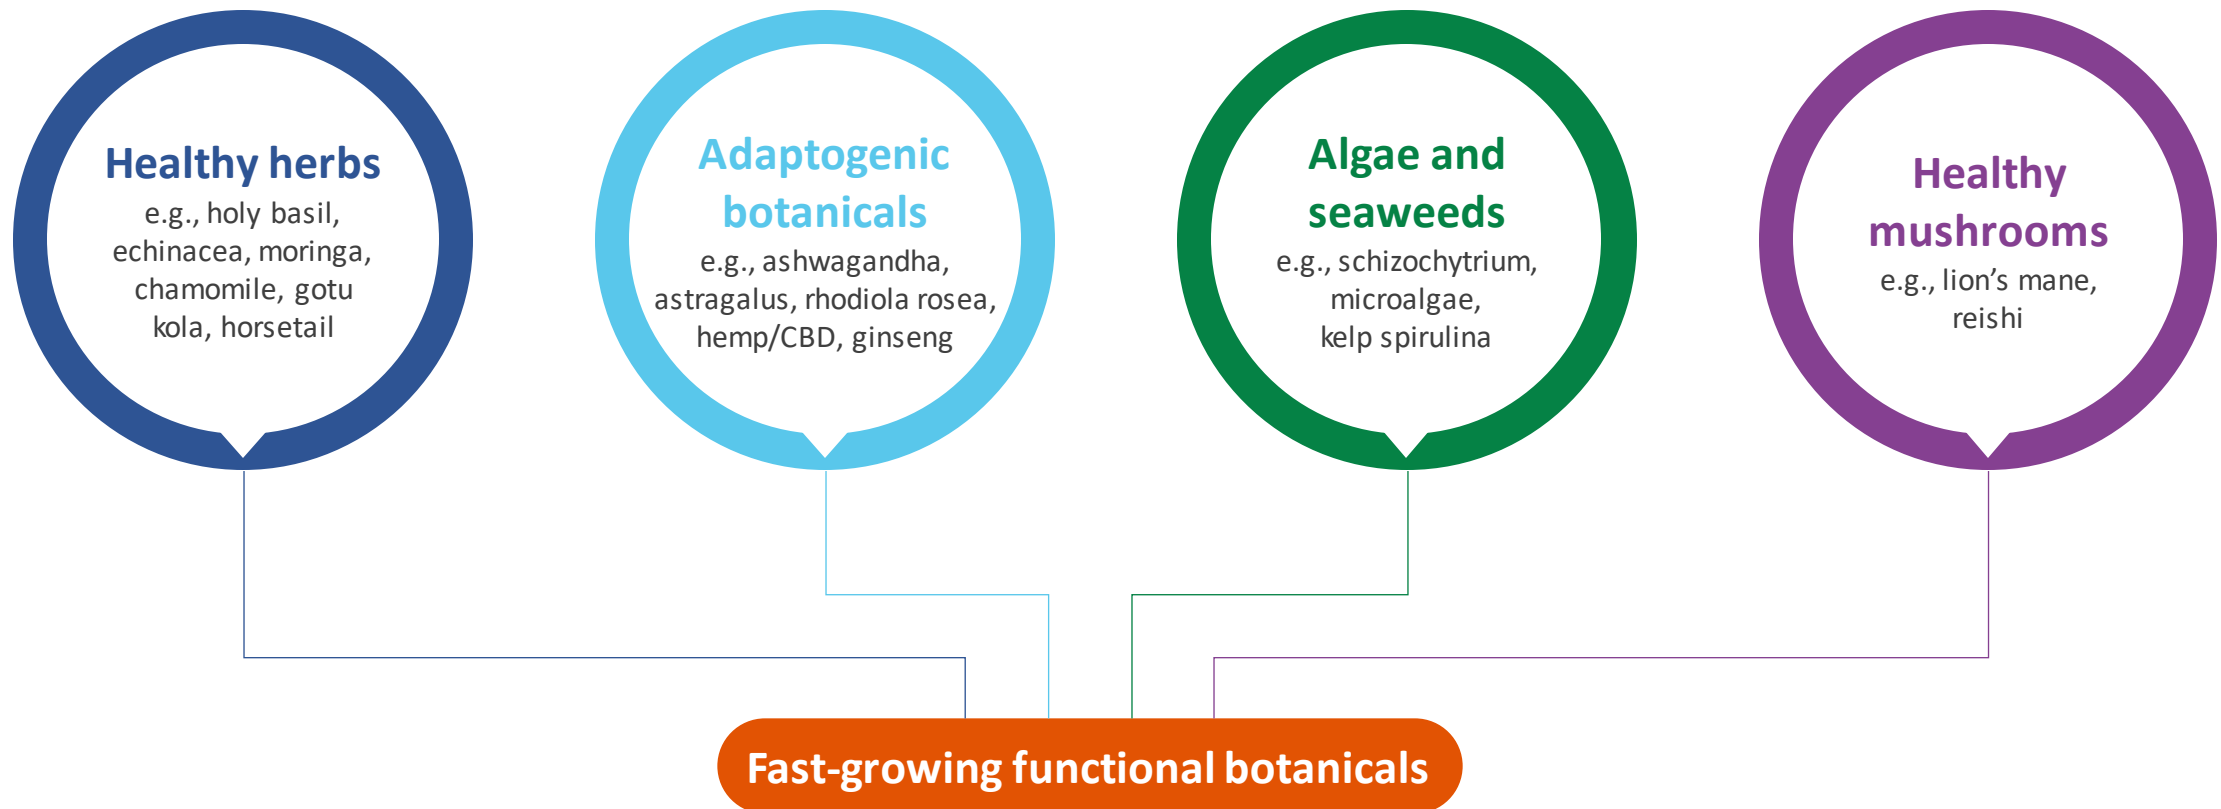 Healthy herbs
e.g., holy basil,
echinacea, moringa,
chamomile, gotu
kola, horsetail
Adaptogenic
botanicals
e.g., ashwagandha,
astragalus, rhodiola rosea,
hemp/CBD, ginseng
Algae and
seaweeds
e.g., schizochytrium,
microalgae,
kelp spirulina
Healthy
mushrooms
e.g., lion’s mane,
reishi
Fast-growing functional botanicals